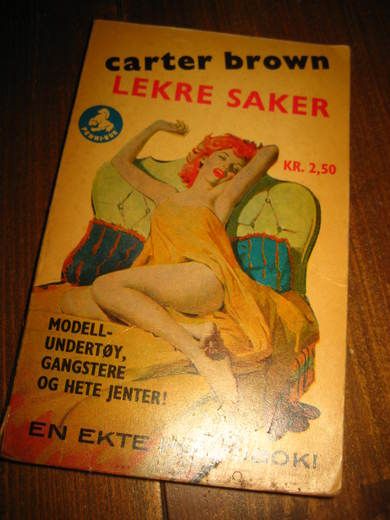 carter brown
LEKRE SAKER
KR. 2,50
MODELL-
UNDERTØY,
GANGSTERE
OG HETE JENTER!
EN EKTE